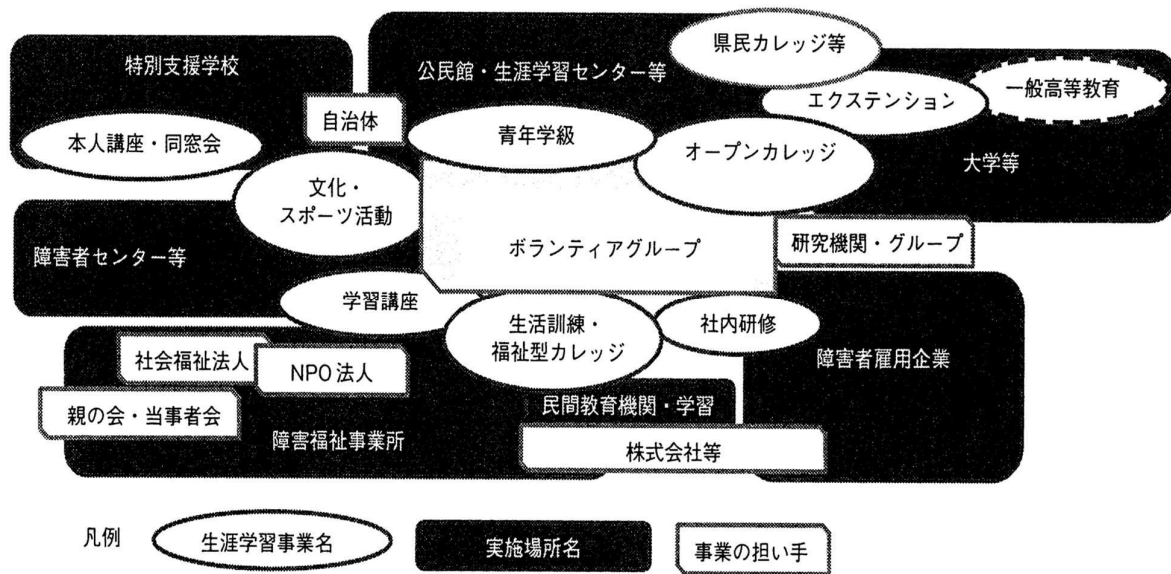 特別支援学校
公民館・生涯学習センター等
県民カレッジ等
エクステンション
一般高等教育
自治体
本人講座・同窓会
青年学級
オープンカレッジ
大学等
文化・
スポーツ活動
障害者センター等
ボランティアグループ
研究機関・グループ
学習講座
生活訓練・
福祉型カレッジ
社内研修
障害者雇用企業
社会福祉法人
NPO法人
親の会・当事者会
障害福祉事業所
民間教育機関・学習
株式会社等
凡例
生涯学習事業名
実施場所名
事業の担い手